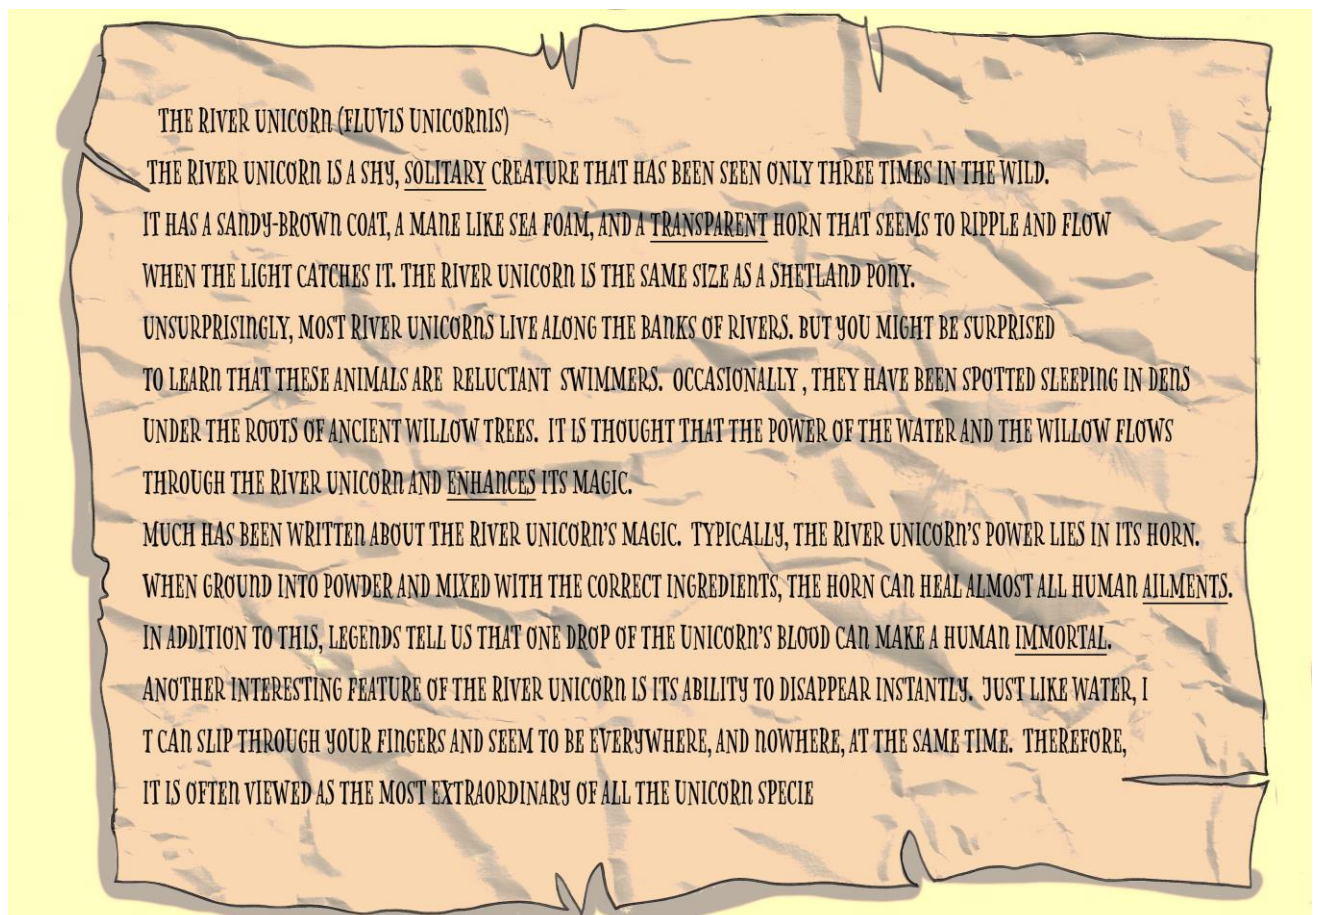 THE RIVER UNICORN (FLUVIS UNICORNIS)
THE RIVER UNICORN IS A SHY, SOLITARY CREATURE THAT HAS BEEN SEEN ONLY THREE TIMES IN THE WILD.
IT HAS A SANDY-BROWN COAT, A MANE LIKE SEA FOAM, AND A TRANSPARENT HORN THAT SEEMS TO RIPPLE AND FLOW
WHEN THE LIGHT CATCHES IT. THE RIVER UNICORN IS THE SAME SIZE AS A SHETLAND PONY.
UNSURPRISINGLY, MOST RIVER UNICORNS LIVE ALONG THE BANKS OF RIVERS. BUT YOU MIGHT BE SURPRISED
TO LEARN THAT THESE ANIMALS ARE RELUCTANT SWIMMERS. OCCASIONALLY , THEY HAVE BEEN SPOTTED SLEEPING IN DENS
UNDER THE ROOTS OF ANCIENT WILLOW TREES. IT IS THOUGHT THAT THE POWER OF THE WATER AND THE WILLOW FLOWS
THROUGH THE RIVER UNICORN AND ENHANCES ITS MAGIC.
MUCH HAS BEEN WRITTEN ABOUT THE RIVER UNICORN'S MAGIC. TYPICALLY, THE RIVER UNICORN'S POWER LIES IN ITS HORN.
WHEN GROUND INTO POWDER AND MIXED WITH THE CORRECT INGREDIENTS, THE HORN CAN HEAL ALMOST ALL HUMAN AILMENTS.
IN ADDITION TO THIS, LEGENDS TELL US THAT ONE DROP OF THE UNICORN'S BLOOD CAN MAKE A HUMAN IMMORTAL.
ANOTHER INTERESTING FEATURE OF THE RIVER UNICORN IS ITS ABILITY TO DISAPPEAR INSTANTLY. JUST LIKE WATER, I
T CAN SLIP THROUGH YOUR FINGERS AND SEEM TO BE EVERYWHERE, AND NOWHERE, AT THE SAME TIME. THEREFORE,
IT IS OFTEN VIEWED AS THE MOST EXTRAORDINARY OF ALL THE UNICORN SPECIE